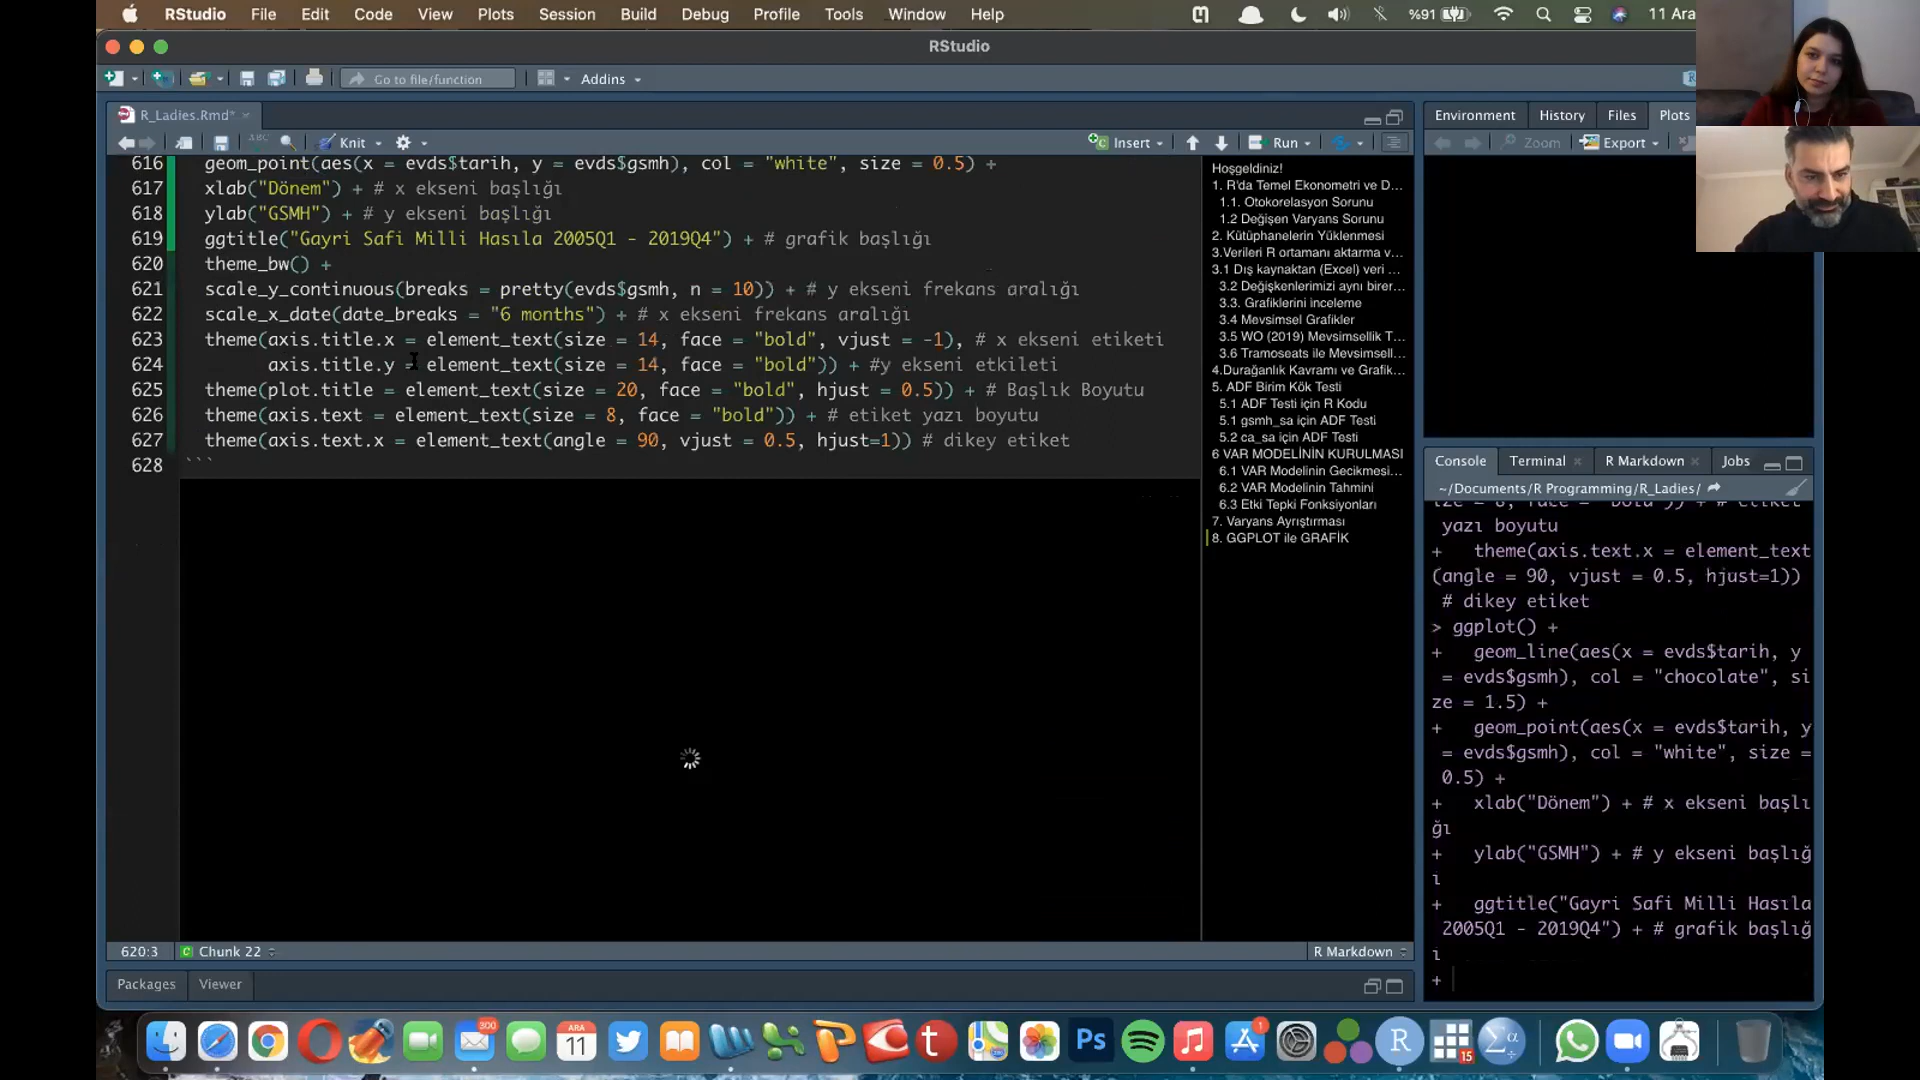 RStudio File Edit Code View Plots Session Build Debug Profile Tools Window Help %91 11 Ara
RStudio
Go to file/function Addins
R_Ladies.Rmd*
Knit Insert Run
616 geom_point(aes(x = evds$tarih, y = evds$gsmh), col = "white", size = 0.5) +
617 xlab("Dönem") + # x ekseni başlığı
618 ylab("GSMH") + # y ekseni başlığı
619 ggtitle("Gayri Safi Milli Hasıla 2005Q1 - 2019Q4") + # grafik başlığı
620 theme_bw() +
621 scale_y_continuous(breaks = pretty(evds$gsmh, n = 10)) + # y ekseni frekans aralığı
622 scale_x_date(date_breaks = "6 months") + # x ekseni frekans aralığı
623 theme(axis.title.x = element_text(size = 14, face = "bold", vjust = -1), # x ekseni etiketi
624 axis.title.y = element_text(size = 14, face = "bold")) + #y ekseni etkileti
625 theme(plot.title = element_text(size = 20, face = "bold", hjust = 0.5)) + # Başlık Boyutu
626 theme(axis.text = element_text(size = 8, face = "bold")) + # etiket yazı boyutu
627 theme(axis.text.x = element_text(angle = 90, vjust = 0.5, hjust=1)) # dikey etiket
628 ```
620:3 Chunk 22 R Markdown
Packages Viewer
Hoşgeldiniz!
1. R'da Temel Ekonometri ve D...
1.1. Otokorelasyon Sorunu
1.2 Değişen Varyans Sorunu
2. Kütüphanelerin Yüklenmesi
3.Verileri R ortamanı aktarma v...
3.1 Dış kaynaktan (Excel) veri ...
3.2 Değişkenlerimizi aynı birer...
3.3. Grafiklerini inceleme
3.4 Mevsimsel Grafikler
3.5 WO (2019) Mevsimsellik T...
3.6 Tramoseats ile Mevsimsell...
4.Durağanlık Kavramı ve Grafik...
5. ADF Birim Kök Testi
5.1 ADF Testi için R Kodu
5.1 gsmh_sa için ADF Testi
5.2 ca_sa için ADF Testi
6 VAR MODELİNİN KURULMASI
6.1 VAR Modelinin Gecikmesi...
6.2 VAR Modelinin Tahmini
6.3 Etki Tepki Fonksiyonları
7. Varyans Ayrıştırması
8. GGPLOT ile GRAFİK
Environment History Files Plots
Zoom Export
Console Terminal R Markdown Jobs
~/Documents/R Programming/R_Ladies/
ize = 8, face = "bold")) + # etiket
yazı boyutu
+ theme(axis.text.x = element_text
(angle = 90, vjust = 0.5, hjust=1))
# dikey etiket
> ggplot() +
+ geom_line(aes(x = evds$tarih, y
= evds$gsmh), col = "chocolate", si
ze = 1.5) +
+ geom_point(aes(x = evds$tarih, y
= evds$gsmh), col = "white", size =
0.5) +
+ xlab("Dönem") + # x ekseni başlı
ğı
+ ylab("GSMH") + # y ekseni başlığ
ı
+ ggtitle("Gayri Safi Milli Hasıla
2005Q1 - 2019Q4") + # grafik başlığ
ı
+
300 ARA 11 Ps 1 R 15 Σα